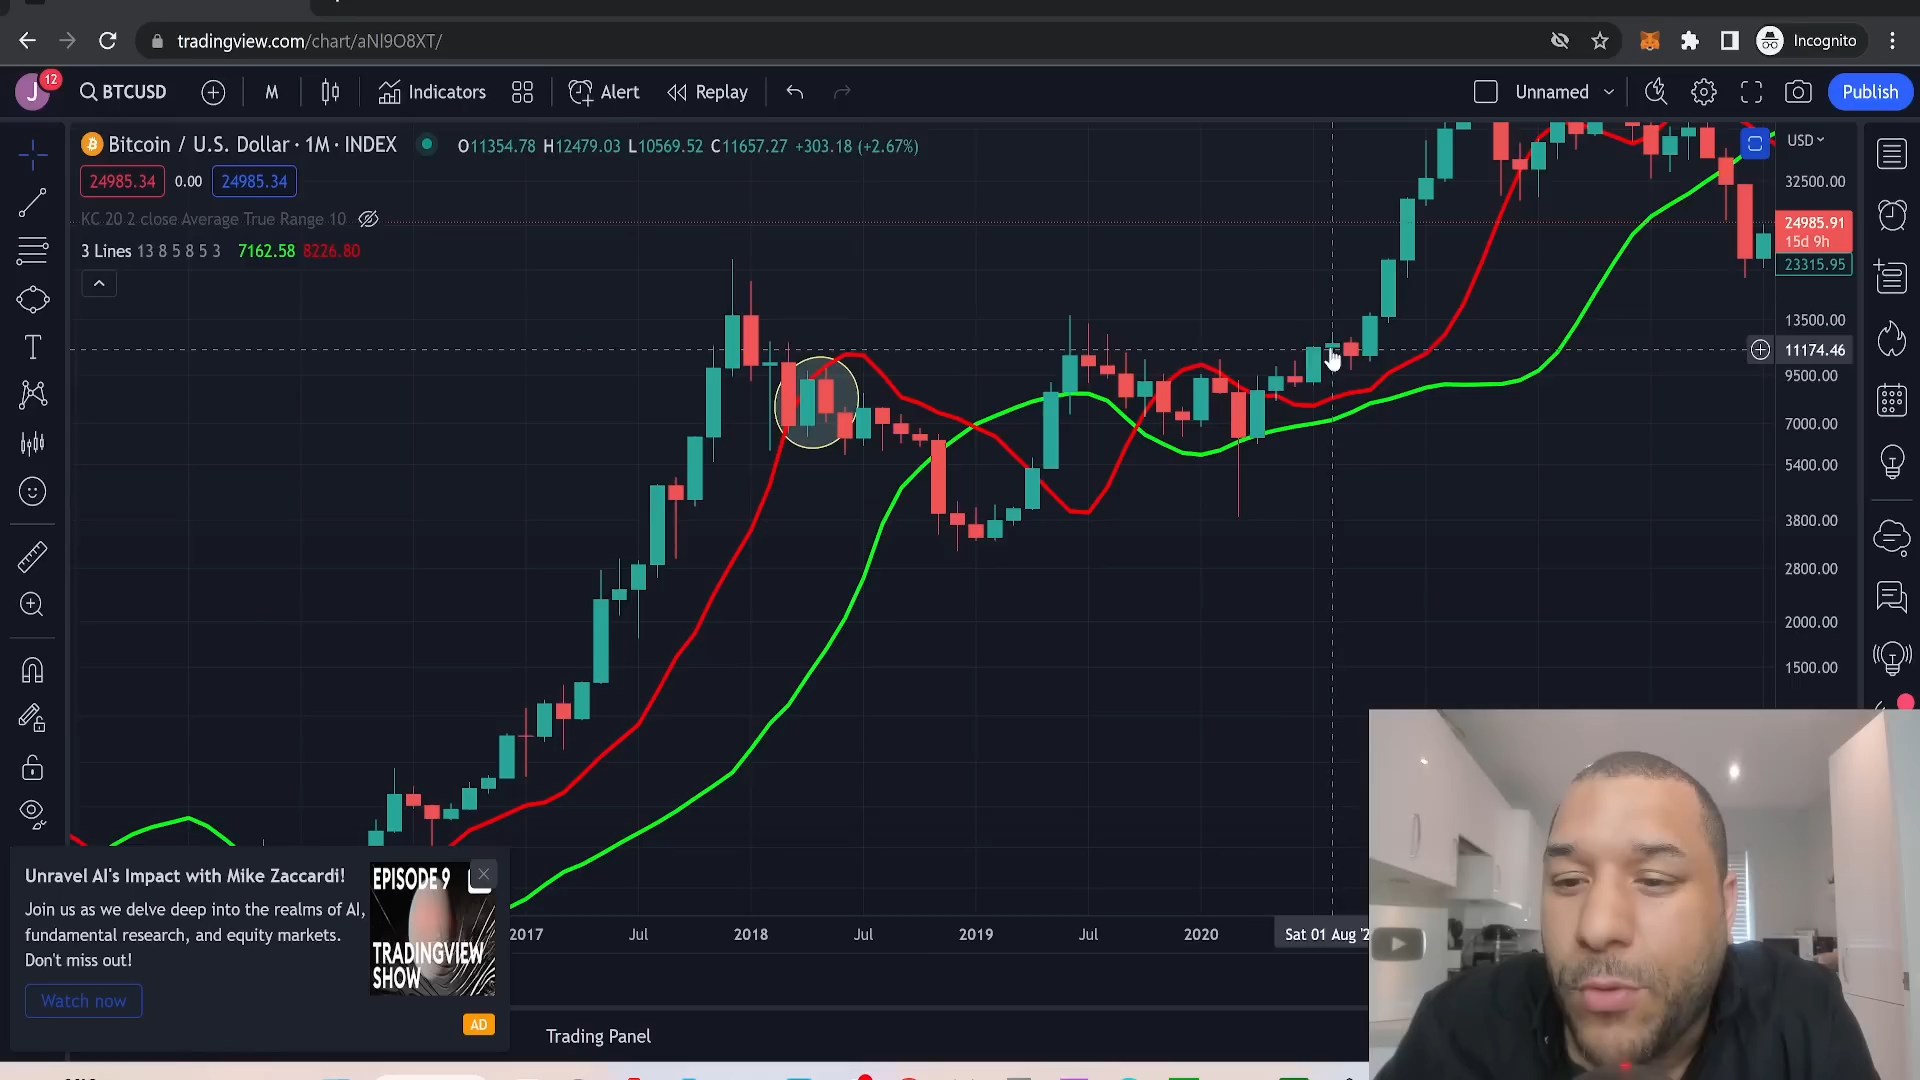 tradingview.com/chart/aNI9O8XT/
Incognito
J
12
BTCUSD
M
Indicators
Alert
Replay
Unnamed
Publish
Bitcoin / U.S. Dollar · 1M · INDEX
O11354.78 H12479.03 L10569.52 C11657.27 +303.18 (+2.67%)
24985.34 0.00 24985.34
KC 20 2 close Average True Range 10
3 Lines 13 8 5 8 5 3 7162.58 8226.80
USD
32500.00
24985.91
15d 9h
23315.95
13500.00
11174.46
9500.00
7000.00
5400.00
3800.00
2800.00
2000.00
1500.00
2017 Jul 2018 Jul 2019 Jul 2020 Sat 01 Aug '2
Unravel AI's Impact with Mike Zaccardi!
Join us as we delve deep into the realms of AI,
fundamental research, and equity markets.
Don't miss out!
Watch now
EPISODE 9
TRADINGVIEW
SHOW
AD
Trading Panel